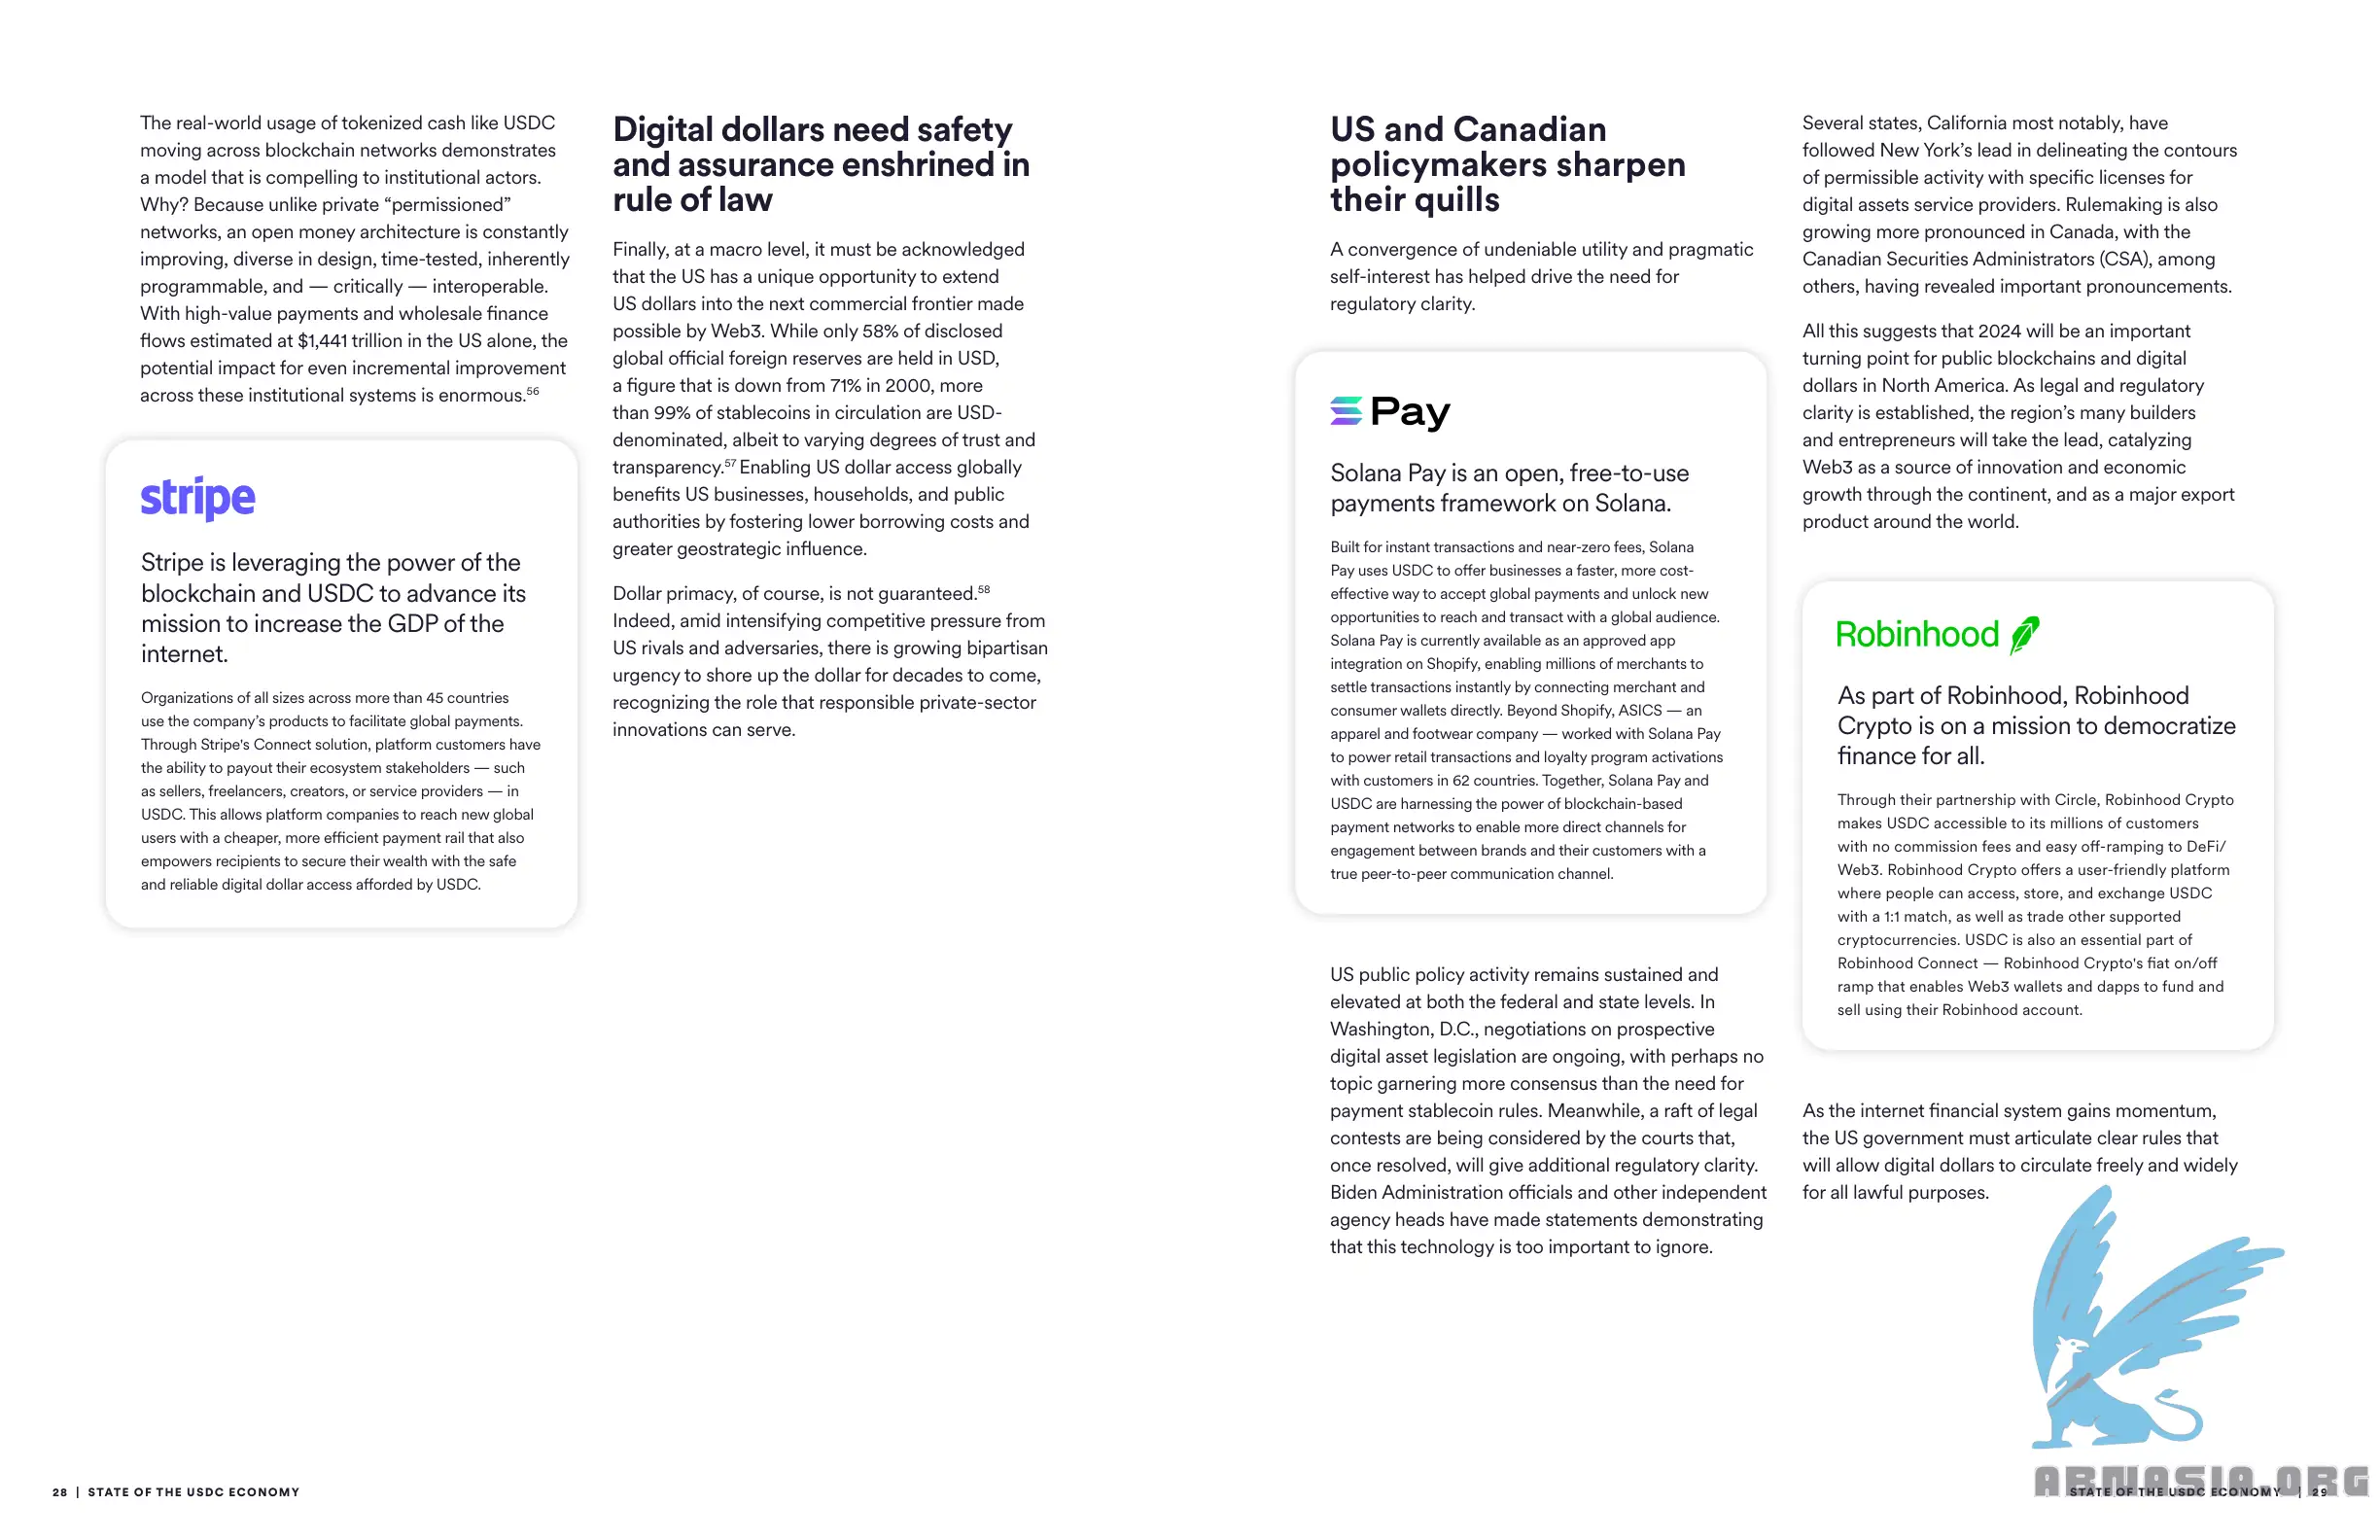 The real-world usage of tokenized cash like USDC
moving across blockchain networks demonstrates
a model that is compelling to institutional actors.
Why? Because unlike private “permissioned”
networks, an open money architecture is constantly
improving, diverse in design, time-tested, inherently
programmable, and — critically — interoperable.
With high-value payments and wholesale finance
flows estimated at $1,441 trillion in the US alone, the
potential impact for even incremental improvement
across these institutional systems is enormous.56
stripe
Stripe is leveraging the power of the
blockchain and USDC to advance its
mission to increase the GDP of the
internet.
Organizations of all sizes across more than 45 countries
use the company’s products to facilitate global payments.
Through Stripe's Connect solution, platform customers have
the ability to payout their ecosystem stakeholders — such
as sellers, freelancers, creators, or service providers — in
USDC. This allows platform companies to reach new global
users with a cheaper, more efficient payment rail that also
empowers recipients to secure their wealth with the safe
and reliable digital dollar access afforded by USDC.
Digital dollars need safety
and assurance enshrined in
rule of law
Finally, at a macro level, it must be acknowledged
that the US has a unique opportunity to extend
US dollars into the next commercial frontier made
possible by Web3. While only 58% of disclosed
global official foreign reserves are held in USD,
a figure that is down from 71% in 2000, more
than 99% of stablecoins in circulation are USD-
denominated, albeit to varying degrees of trust and
transparency.57 Enabling US dollar access globally
benefits US businesses, households, and public
authorities by fostering lower borrowing costs and
greater geostrategic influence.
Dollar primacy, of course, is not guaranteed.58
Indeed, amid intensifying competitive pressure from
US rivals and adversaries, there is growing bipartisan
urgency to shore up the dollar for decades to come,
recognizing the role that responsible private-sector
innovations can serve.
US and Canadian
policymakers sharpen
their quills
A convergence of undeniable utility and pragmatic
self-interest has helped drive the need for
regulatory clarity.
Pay
Solana Pay is an open, free-to-use
payments framework on Solana.
Built for instant transactions and near-zero fees, Solana
Pay uses USDC to offer businesses a faster, more cost-
effective way to accept global payments and unlock new
opportunities to reach and transact with a global audience.
Solana Pay is currently available as an approved app
integration on Shopify, enabling millions of merchants to
settle transactions instantly by connecting merchant and
consumer wallets directly. Beyond Shopify, ASICS — an
apparel and footwear company — worked with Solana Pay
to power retail transactions and loyalty program activations
with customers in 62 countries. Together, Solana Pay and
USDC are harnessing the power of blockchain-based
payment networks to enable more direct channels for
engagement between brands and their customers with a
true peer-to-peer communication channel.
US public policy activity remains sustained and
elevated at both the federal and state levels. In
Washington, D.C., negotiations on prospective
digital asset legislation are ongoing, with perhaps no
topic garnering more consensus than the need for
payment stablecoin rules. Meanwhile, a raft of legal
contests are being considered by the courts that,
once resolved, will give additional regulatory clarity.
Biden Administration officials and other independent
agency heads have made statements demonstrating
that this technology is too important to ignore.
Several states, California most notably, have
followed New York’s lead in delineating the contours
of permissible activity with specific licenses for
digital assets service providers. Rulemaking is also
growing more pronounced in Canada, with the
Canadian Securities Administrators (CSA), among
others, having revealed important pronouncements.
All this suggests that 2024 will be an important
turning point for public blockchains and digital
dollars in North America. As legal and regulatory
clarity is established, the region’s many builders
and entrepreneurs will take the lead, catalyzing
Web3 as a source of innovation and economic
growth through the continent, and as a major export
product around the world.
Robinhood
As part of Robinhood, Robinhood
Crypto is on a mission to democratize
finance for all.
Through their partnership with Circle, Robinhood Crypto
makes USDC accessible to its millions of customers
with no commission fees and easy off-ramping to DeFi/
Web3. Robinhood Crypto offers a user-friendly platform
where people can access, store, and exchange USDC
with a 1:1 match, as well as trade other supported
cryptocurrencies. USDC is also an essential part of
Robinhood Connect — Robinhood Crypto's fiat on/off
ramp that enables Web3 wallets and dapps to fund and
sell using their Robinhood account.
As the internet financial system gains momentum,
the US government must articulate clear rules that
will allow digital dollars to circulate freely and widely
for all lawful purposes.
28 | STATE OF THE USDC ECONOMY
ARMASIA.ORG
STATE OF THE USDC ECONOMY | 29